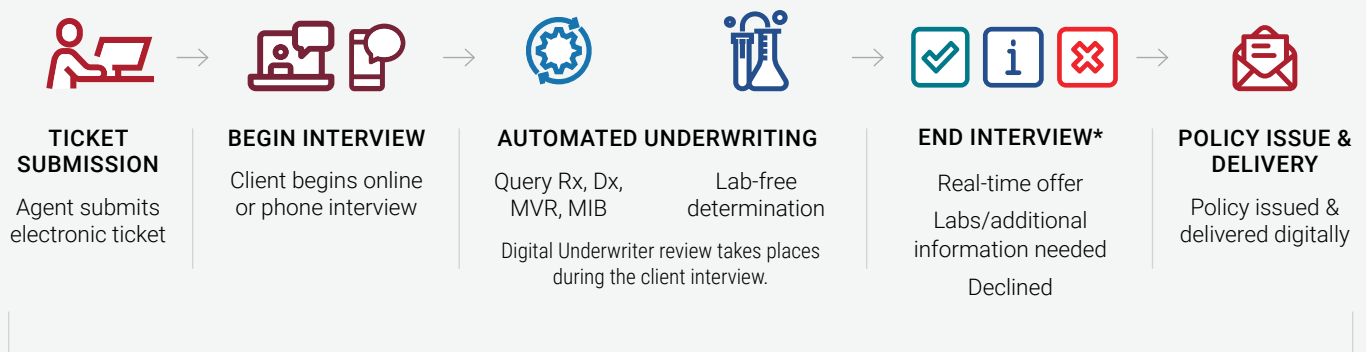 TICKET
SUBMISSION
Agent submits
electronic ticket
BEGIN INTERVIEW
Client begins online
or phone interview
AUTOMATED UNDERWRITING
Query Rx, Dx,
MVR, MIB
Lab-free
determination
Digital Underwriter review takes places
during the client interview.
i
END INTERVIEW*
Real-time offer
Labs/additional
information needed
Declined
POLICY ISSUE &
DELIVERY
Policy issued &
delivered digitally